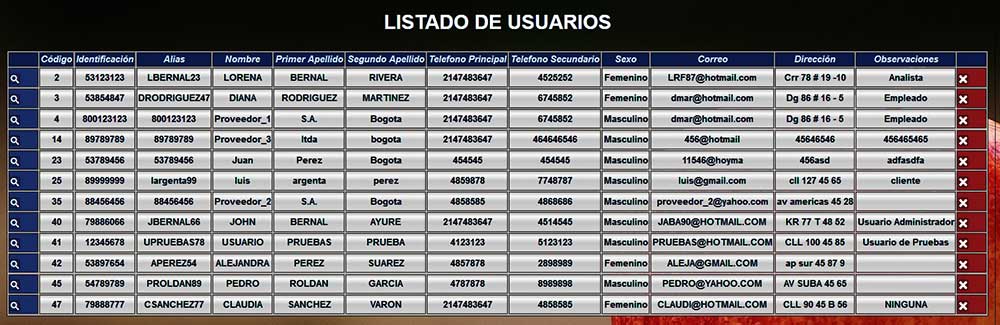 LISTADO DE USUARIOS
Código Identificación Alias Nombre Primer Apellido Segundo Apellido Telefono Principal Telefono Secundario Sexo Correo Dirección Observaciones
2 53123123 LBERNAL23 LORENA BERNAL RIVERA 2147483647 4525252 Femenino LRF87@hotmail.com Crr 78 # 19 -10 Analista
3 53854847 DRODRIGUEZ47 DIANA RODRIGUEZ MARTINEZ 2147483647 6745852 Femenino dmar@hotmail.com Dg 86 # 16 - 5 Empleado
4 800123123 800123123 Proveedor_1 S.A. Bogota 2147483647 6745852 Masculino dmar@hotmail.com Dg 86 # 16 - 5 Empleado
14 89789789 89789789 Proveedor_3 ltda bogota 2147483647 464646546 Masculino 456@hotmail 45646546 456465465
23 53789456 53789456 Juan Perez bogota 454545 454545 Masculino 11546@hoyma 456asd adfasdfa
25 89999999 largenta99 luis argenta perez 4859878 7748787 Masculino luis@gmail.com cll 127 45 65 cliente
35 88456456 88456456 Proveedor_2 S.A. Bogota 4858585 4868686 Masculino proveedor_2@yahoo.com av americas 45 28
40 79886066 JBERNAL66 JOHN BERNAL AYURE 2147483647 4514545 Masculino JABA90@HOTMAIL.COM KR 77 T 48 52 Usuario Administrador
41 12345678 UPRUEBAS78 USUARIO PRUEBAS PRUEBA 4123123 5123123 Masculino PRUEBAS@HOTMAIL.COM CLL 100 45 85 Usuario de Pruebas
42 53897654 APEREZ54 ALEJANDRA PEREZ SUAREZ 4857878 2898989 Femenino ALEJA@GMAIL.COM ap sur 45 87 9
45 54789789 PROLDAN89 PEDRO ROLDAN GARCIA 4787878 8989898 Masculino PEDRO@YAHOO.COM AV SUBA 45 65
47 79888777 CSANCHEZ77 CLAUDIA SANCHEZ VARON 2147483647 4858585 Femenino CLAUDI@HOTMAIL.COM CLL 90 45 B 56 NINGUNA